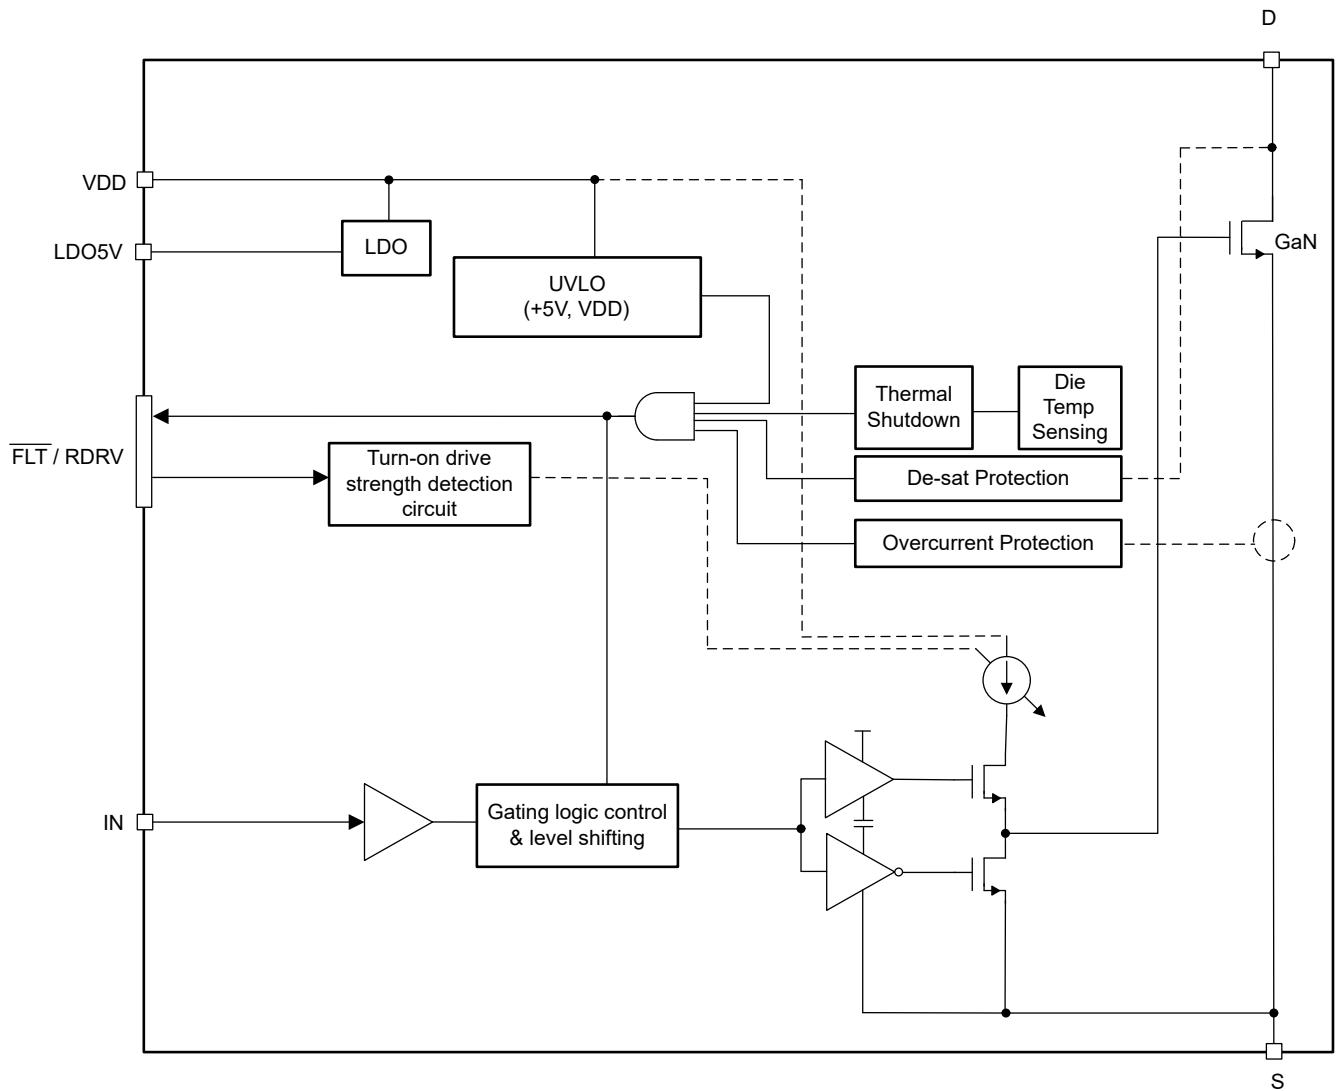 D
VDD
LDO5V
LDO
UVLO
(+5V, VDD)
GaN
Thermal
Shutdown
Die
Temp
Sensing
FLT / RDRV
Turn-on drive
strength detection
circuit
De-sat Protection
Overcurrent Protection
IN
Gating logic control
& level shifting
S